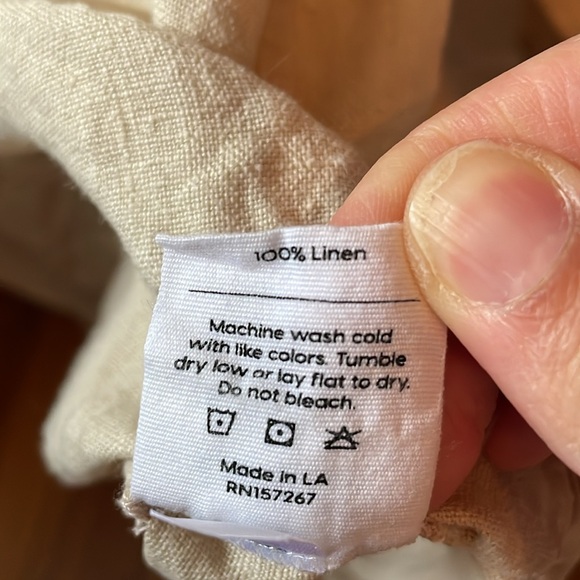 100% Linen
Machine wash cold
with like colors. Tumble
dry low or lay flat to dry.
Do not bleach.
Made in LA
RN157267